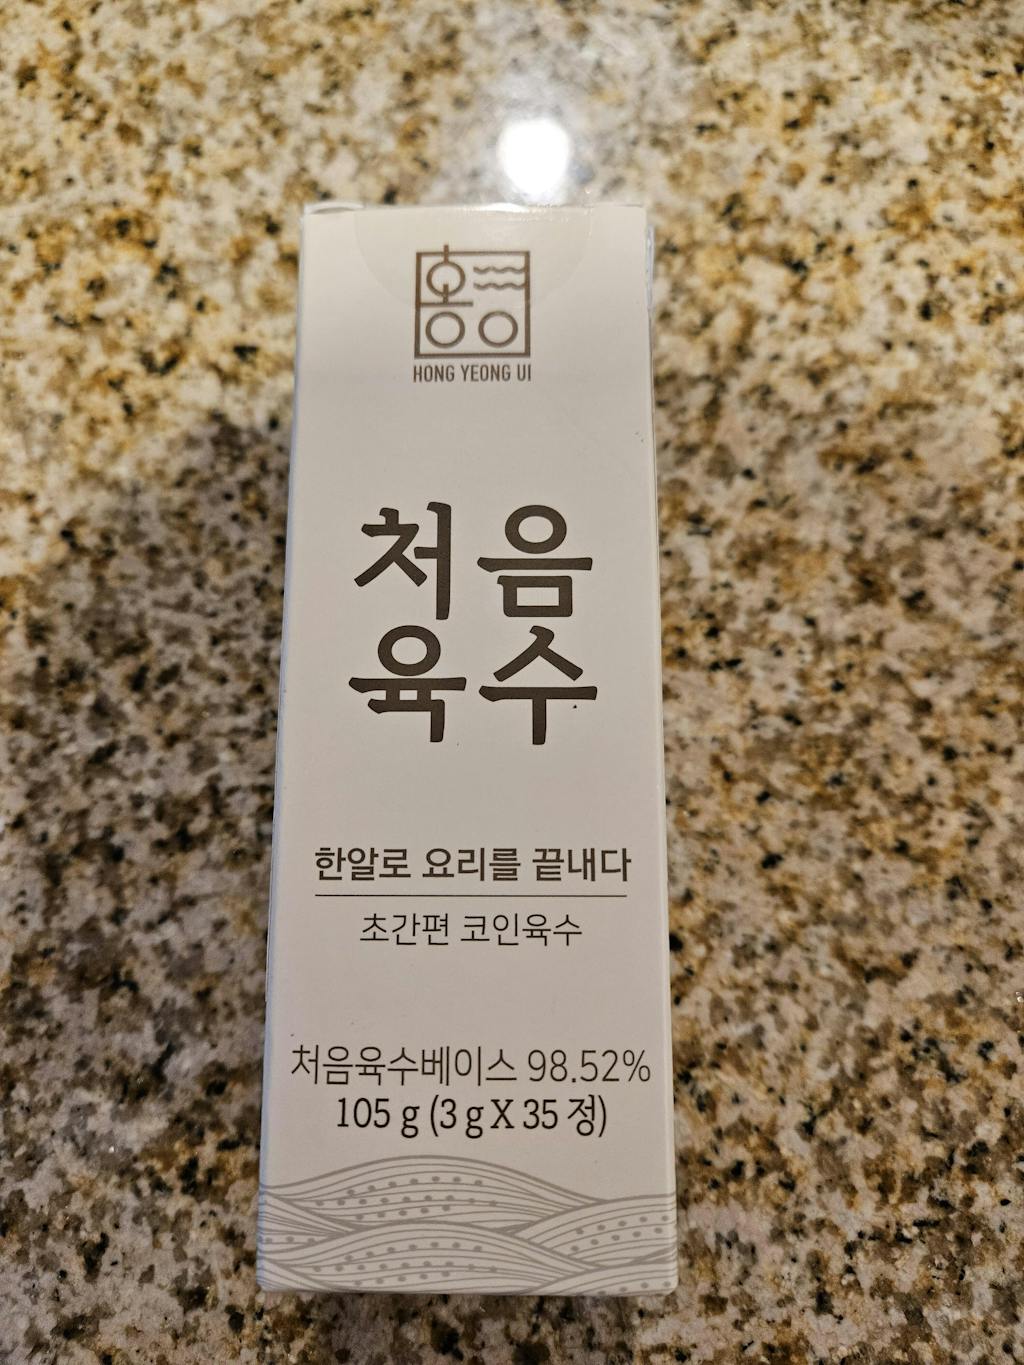 홍영
HONG YEONG UI
처음
육수
한알로 요리를 끝내다
초간편 코인육수
처음육수베이스 98.52%
105 g (3 g X 35 정)